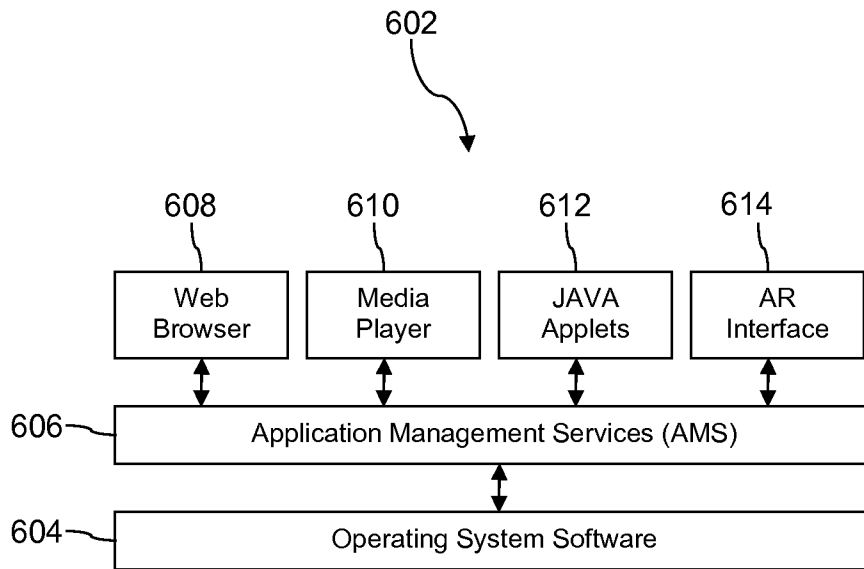 602
608
610
612
614
Web
Browser
Media
Player
JAVA
Applets
AR
Interface
606
Application Management Services (AMS)
604
Operating System Software